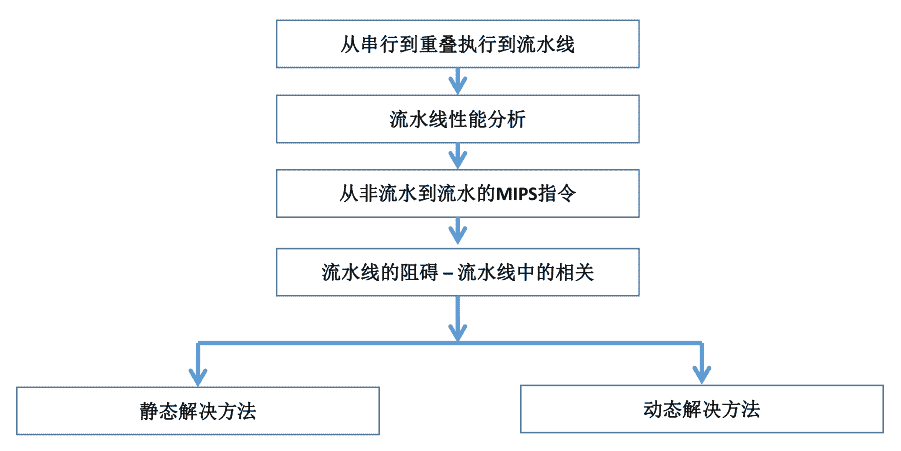 从串行到重叠执行到流水线
流水线性能分析
从非流水到流水的MIPS指令
流水线的阻碍 – 流水线中的相关
静态解决方法
动态解决方法